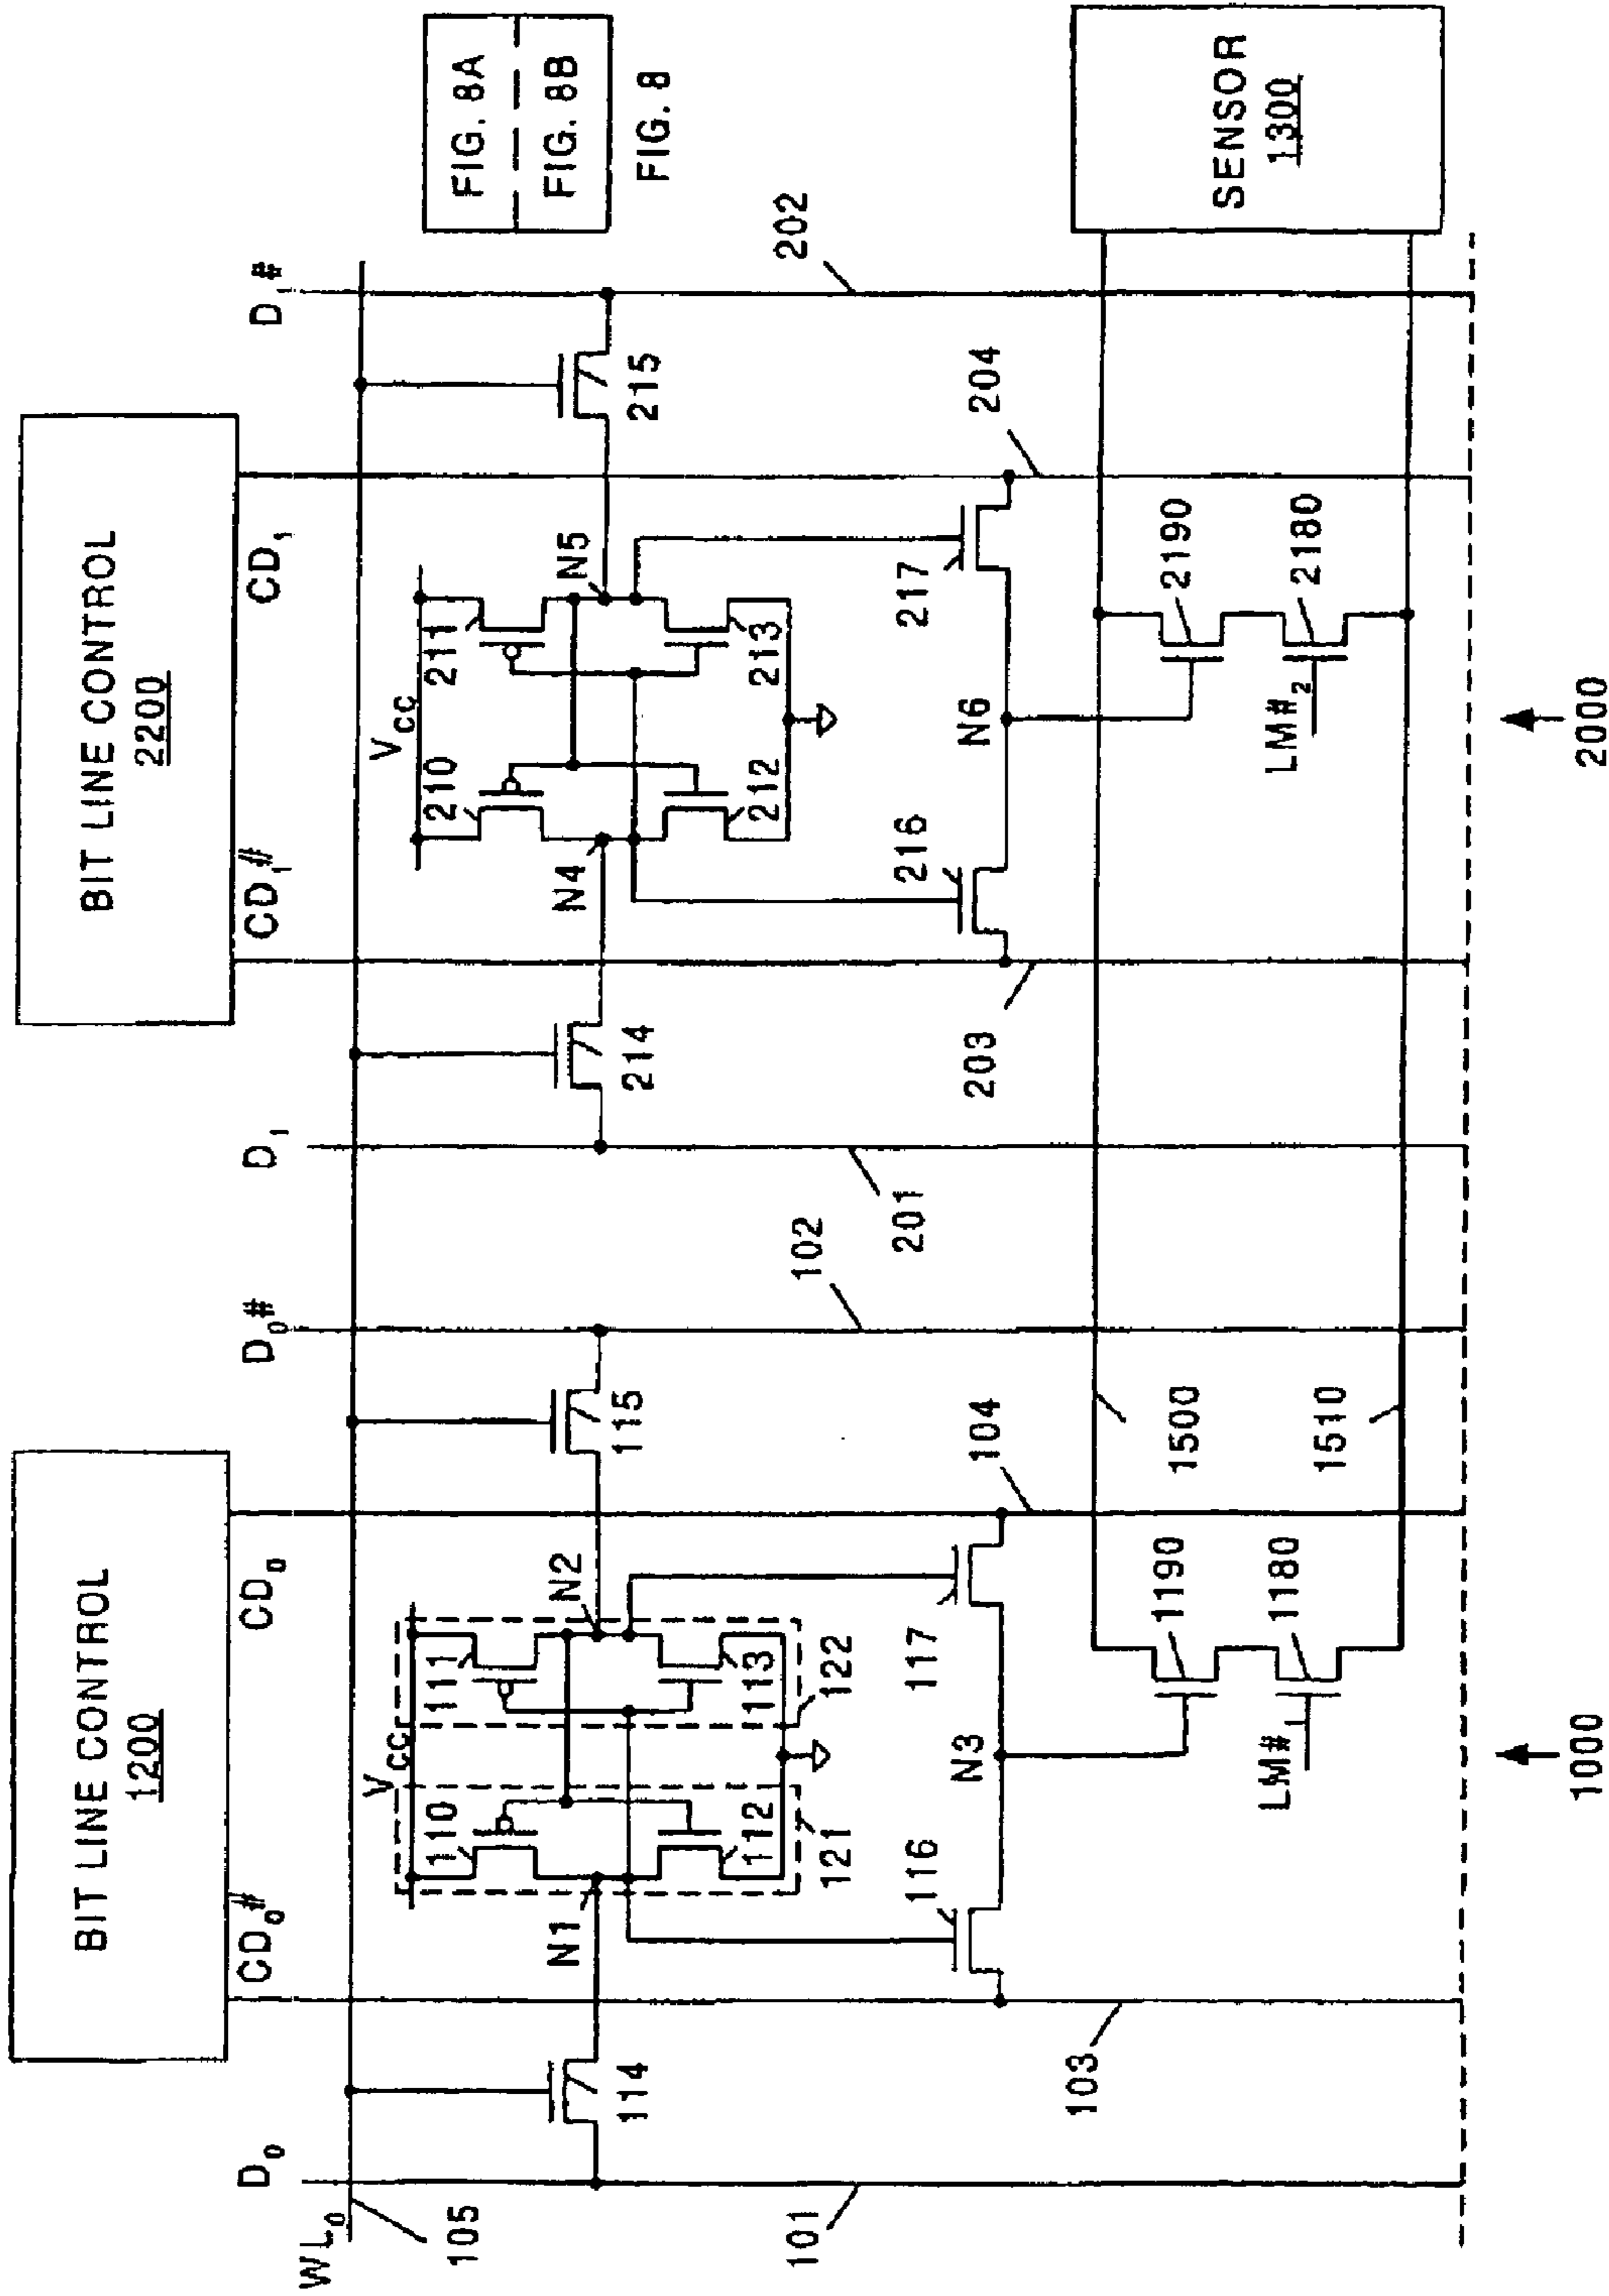 BIT LINE CONTROL
1200
BIT LINE CONTROL
2200
FIG. 8A
FIG. 8B
FIG. 8
D0
CD0#
CD0
D0#
D1
CD1#
CD1
D1#
WL0
105
VCC
110
111
VCC
210
211
N1
N2
N4
N5
114
112
113
115
214
212
213
215
121
122
101
116
117
102
201
216
217
202
103
N3
104
203
N6
204
1190
1500
2190
SENSOR
1300
LM#1
1180
1510
LM#2
2180
1000
2000